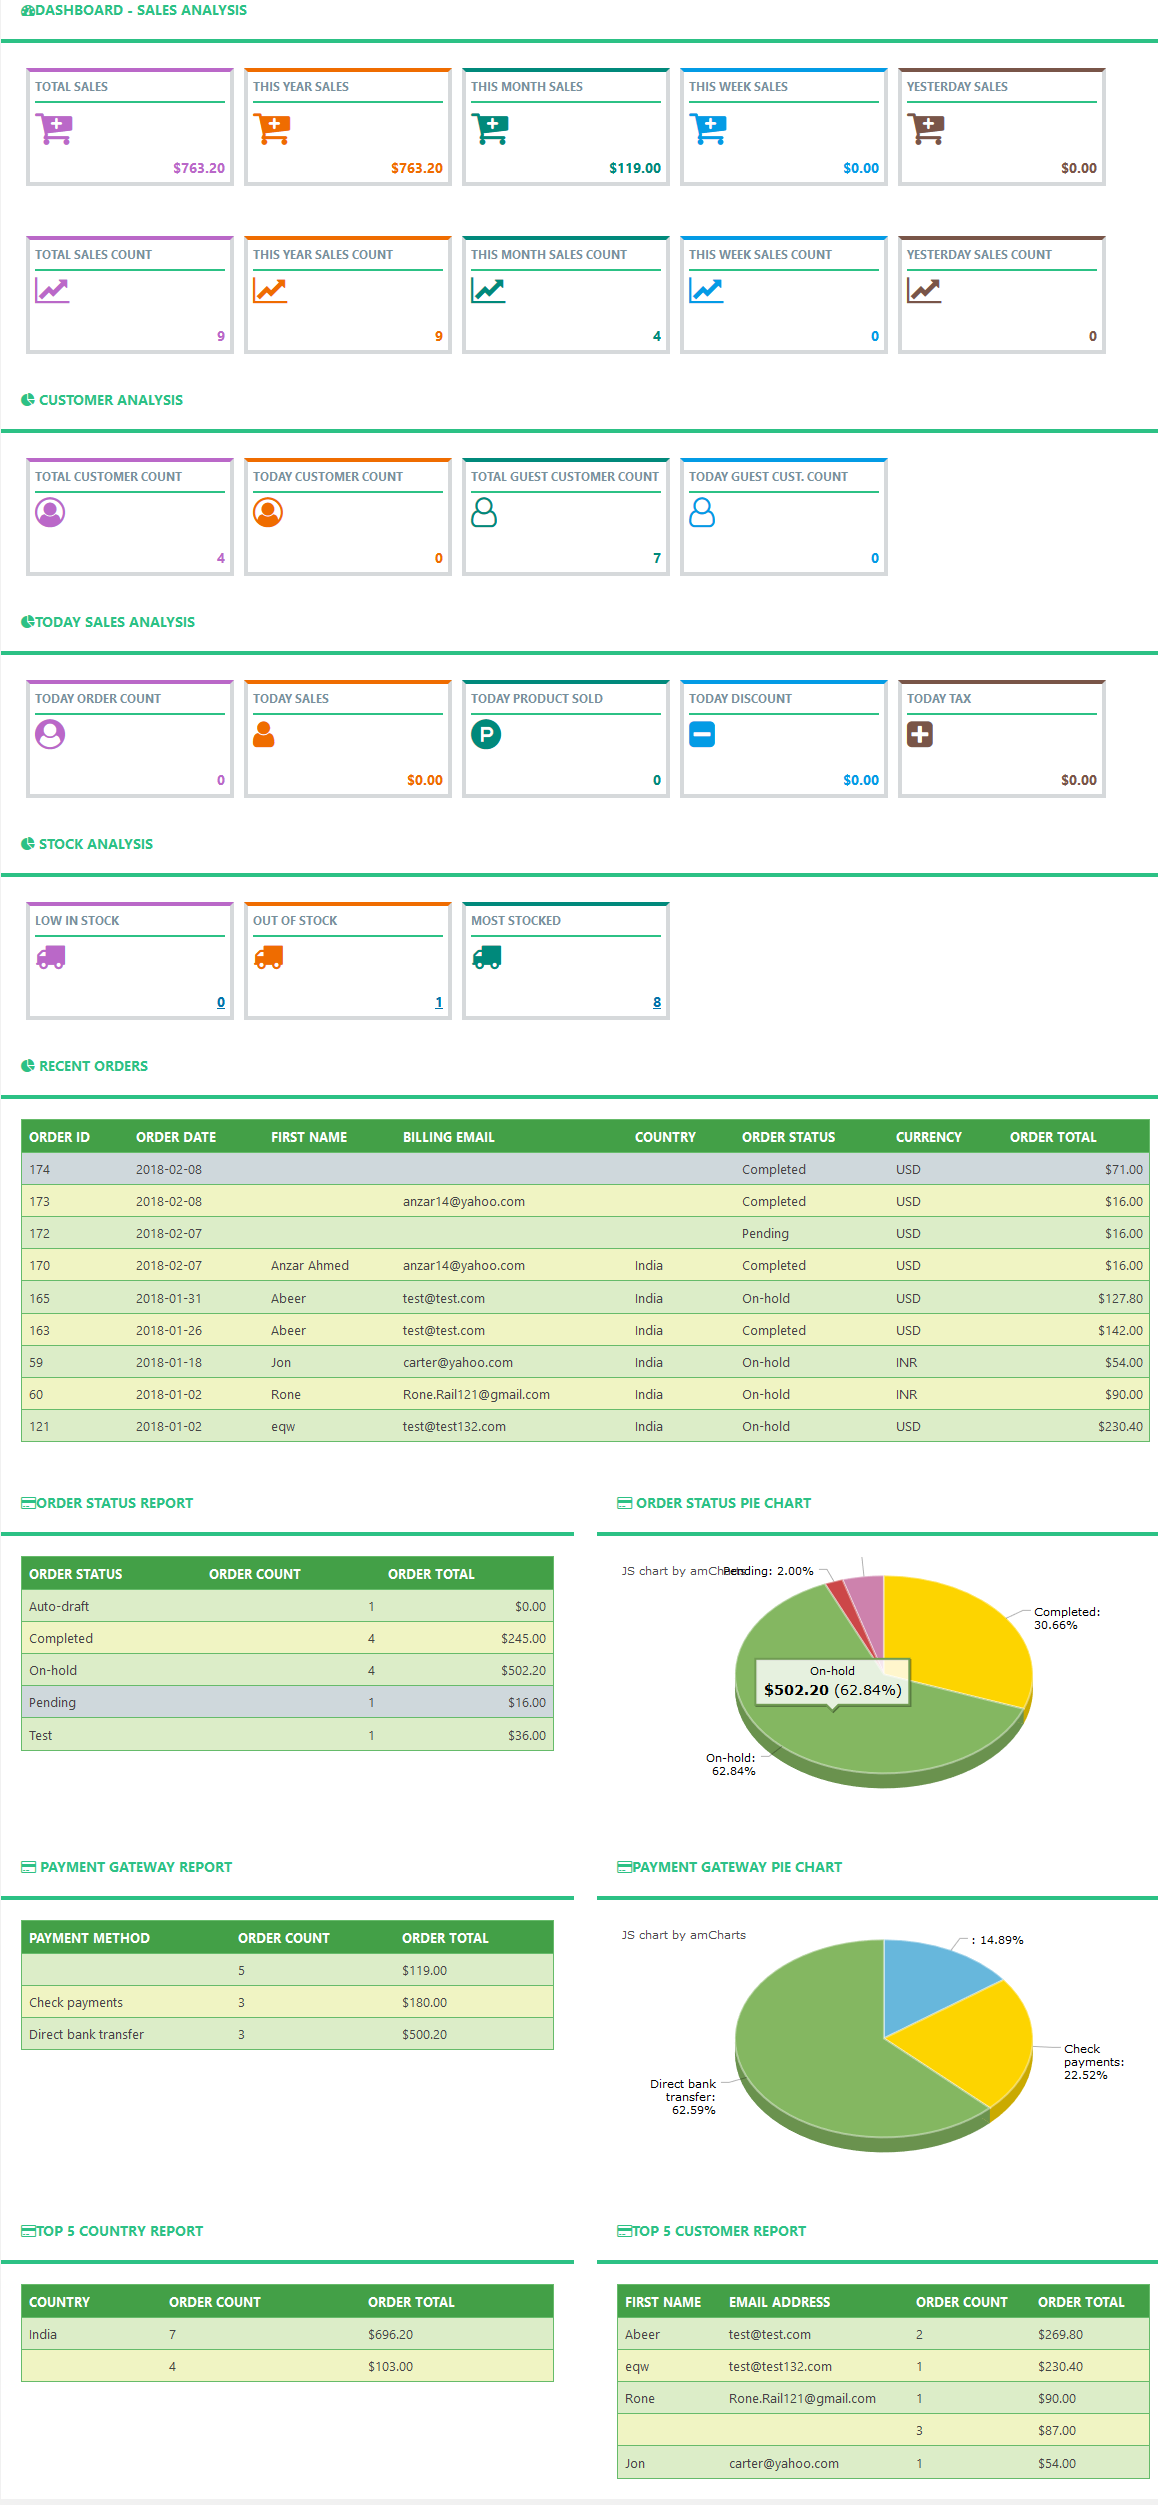 DASHBOARD - SALES ANALYSIS
TOTAL SALES THIS YEAR SALES THIS MONTH SALES THIS WEEK SALES YESTERDAY SALES
$763.20 $763.20 $119.00 $0.00 $0.00
TOTAL SALES COUNT THIS YEAR SALES COUNT THIS MONTH SALES COUNT THIS WEEK SALES COUNT YESTERDAY SALES COUNT
9 9 4 0 0
CUSTOMER ANALYSIS
TOTAL CUSTOMER COUNT TODAY CUSTOMER COUNT TOTAL GUEST CUSTOMER COUNT TODAY GUEST CUST. COUNT
4 0 7 0
TODAY SALES ANALYSIS
TODAY ORDER COUNT TODAY SALES TODAY PRODUCT SOLD TODAY DISCOUNT TODAY TAX
P
0 $0.00 0 $0.00 $0.00
STOCK ANALYSIS
LOW IN STOCK OUT OF STOCK MOST STOCKED
0 1 8
RECENT ORDERS
ORDER ID ORDER DATE FIRST NAME BILLING EMAIL COUNTRY ORDER STATUS CURRENCY ORDER TOTAL
174 2018-02-08 Completed USD $71.00
173 2018-02-08 anzar14@yahoo.com Completed USD $16.00
172 2018-02-07 Pending USD $16.00
170 2018-02-07 Anzar Ahmed anzar14@yahoo.com India Completed USD $16.00
165 2018-01-31 Abeer test@test.com India On-hold USD $127.80
163 2018-01-26 Abeer test@test.com India Completed USD $142.00
59 2018-01-18 Jon carter@yahoo.com India On-hold INR $54.00
60 2018-01-02 Rone Rone.Rail121@gmail.com India On-hold INR $90.00
121 2018-01-02 eqw test@test132.com India On-hold USD $230.40
ORDER STATUS REPORT
ORDER STATUS ORDER COUNT ORDER TOTAL
Auto-draft 1 $0.00
Completed 4 $245.00
On-hold 4 $502.20
Pending 1 $16.00
Test 1 $36.00
ORDER STATUS PIE CHART
JS chart by amCharts
Pending: 2.00%
Completed:
30.66%
On-hold
$502.20 (62.84%)
On-hold:
62.84%
PAYMENT GATEWAY REPORT
PAYMENT METHOD ORDER COUNT ORDER TOTAL
5 $119.00
Check payments 3 $180.00
Direct bank transfer 3 $500.20
PAYMENT GATEWAY PIE CHART
JS chart by amCharts
: 14.89%
Check
payments:
22.52%
Direct bank
transfer:
62.59%
TOP 5 COUNTRY REPORT
COUNTRY ORDER COUNT ORDER TOTAL
India 7 $696.20
4 $103.00
TOP 5 CUSTOMER REPORT
FIRST NAME EMAIL ADDRESS ORDER COUNT ORDER TOTAL
Abeer test@test.com 2 $269.80
eqw test@test132.com 1 $230.40
Rone Rone.Rail121@gmail.com 1 $90.00
3 $87.00
Jon carter@yahoo.com 1 $54.00